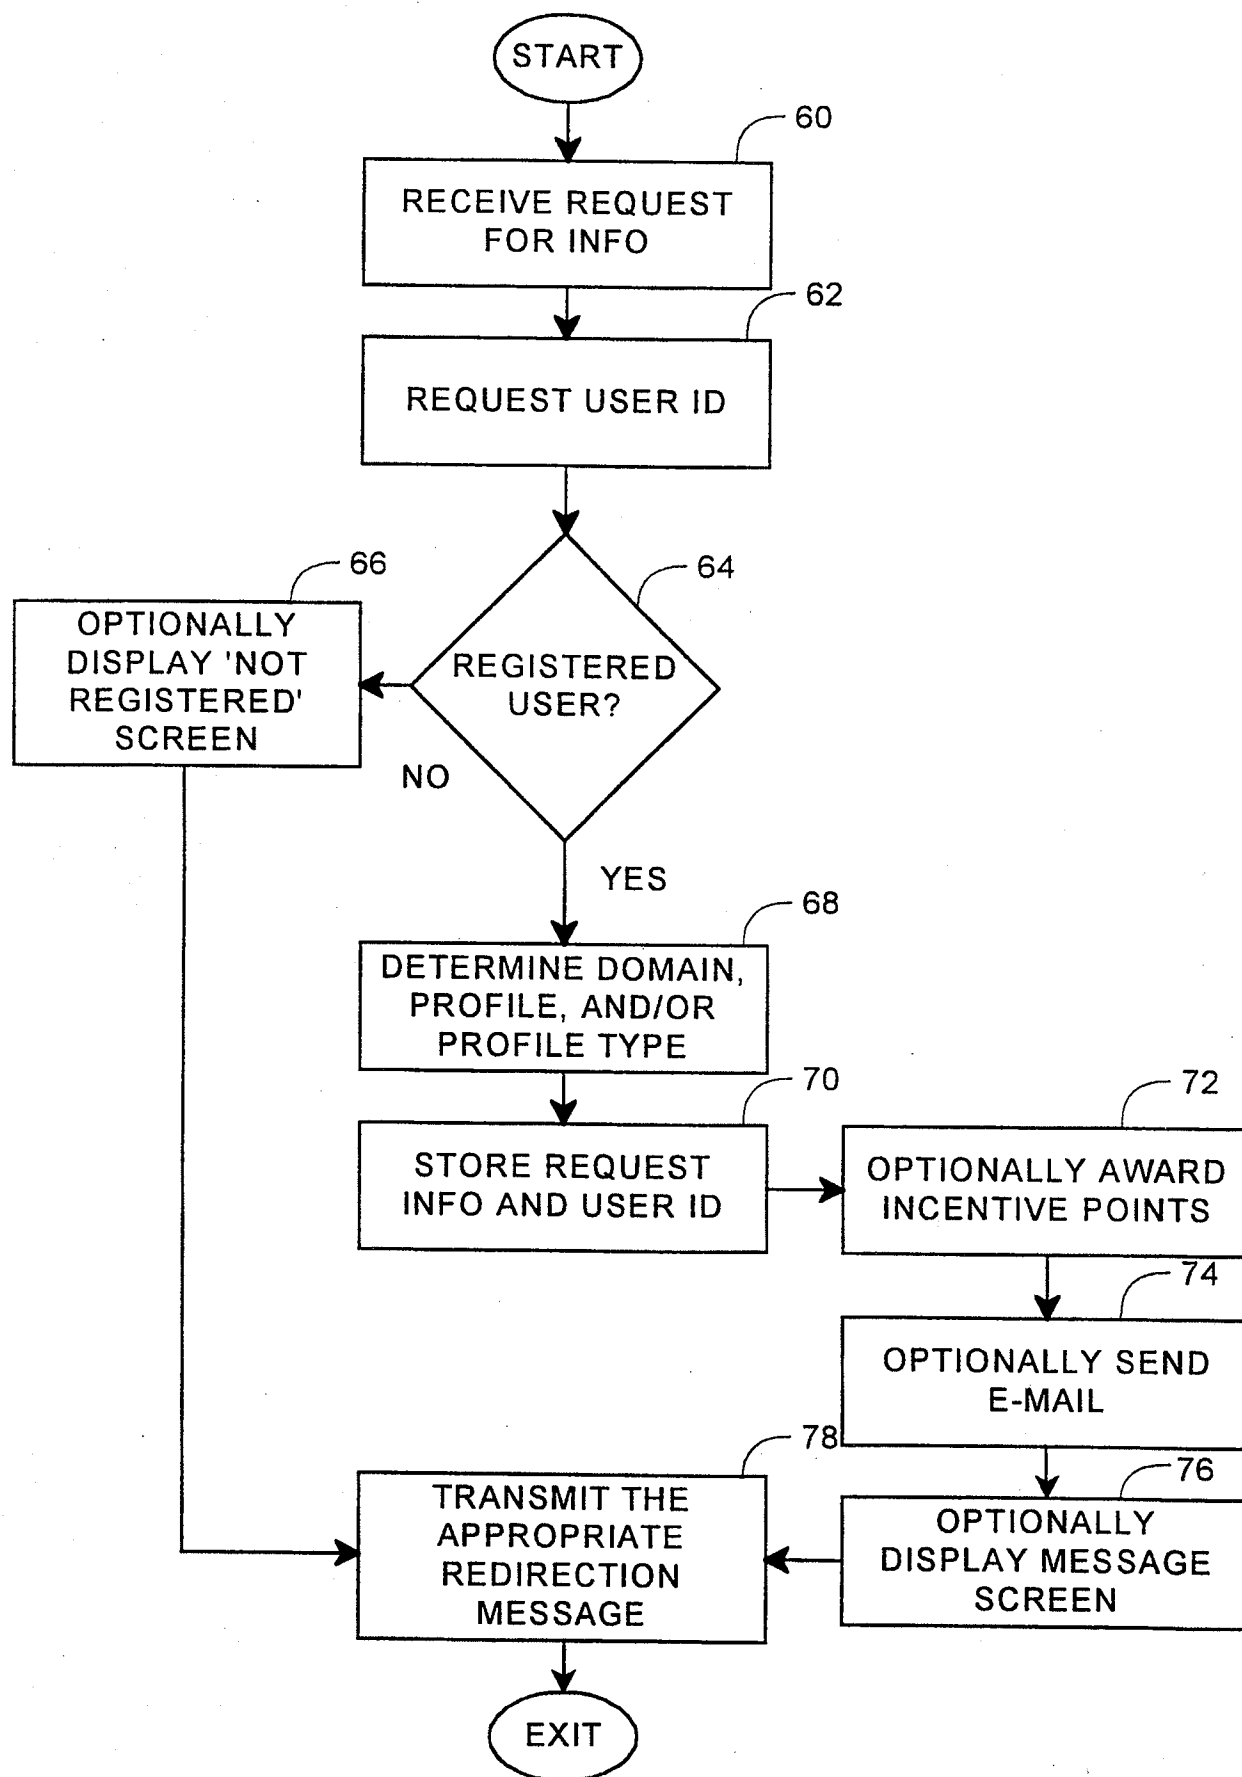 START
60
RECEIVE REQUEST
FOR INFO
62
REQUEST USER ID
64
REGISTERED
USER?
66
OPTIONALLY
DISPLAY 'NOT
REGISTERED'
SCREEN
NO
YES
68
DETERMINE DOMAIN,
PROFILE, AND/OR
PROFILE TYPE
70
STORE REQUEST
INFO AND USER ID
72
OPTIONALLY AWARD
INCENTIVE POINTS
74
OPTIONALLY SEND
E-MAIL
76
OPTIONALLY
DISPLAY MESSAGE
SCREEN
78
TRANSMIT THE
APPROPRIATE
REDIRECTION
MESSAGE
EXIT